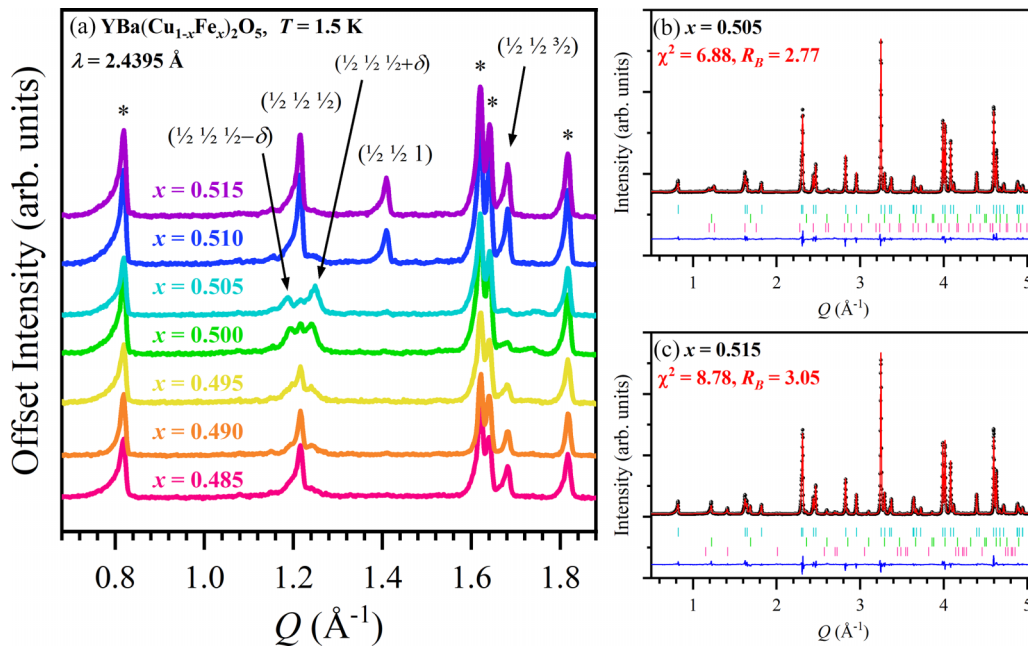 (a) YBa(Cu₁₋ₓFeₓ)₂O₅, T = 1.5 K
λ = 2.4395 Å
(½ ½ ½+δ)
(½ ½ ³⁄₂)
(½ ½ ½)
(½ ½ ½−δ)
(½ ½ 1)
* * * *
x = 0.515
x = 0.510
x = 0.505
x = 0.500
x = 0.495
x = 0.490
x = 0.485
Offset Intensity (arb. units)
0.8 1.0 1.2 1.4 1.6 1.8
Q (Å⁻¹)
(b) x = 0.505
χ² = 6.88, R_B = 2.77
Intensity (arb. units)
1 2 3 4 5
Q (Å⁻¹)
(c) x = 0.515
χ² = 8.78, R_B = 3.05
Intensity (arb. units)
1 2 3 4 5
Q (Å⁻¹)